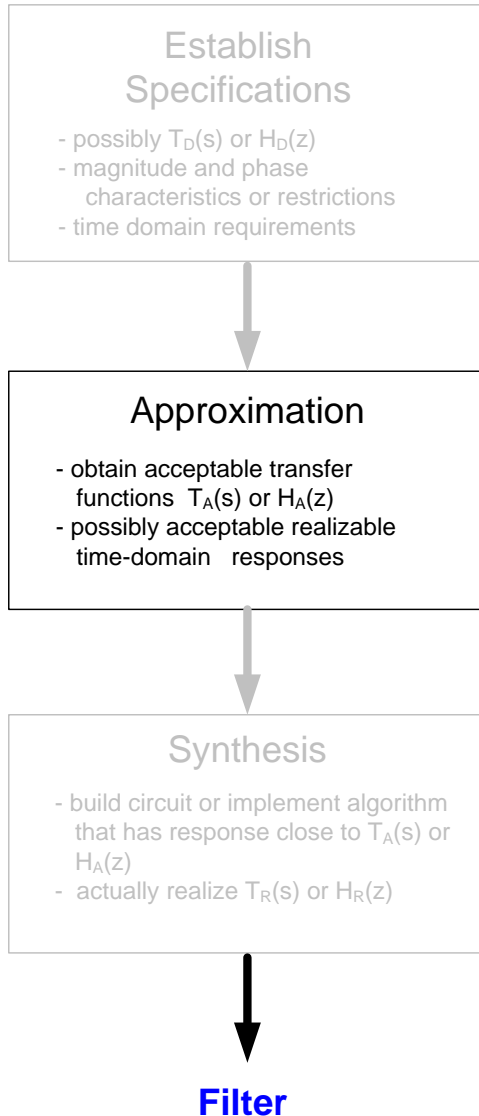 Establish
Specifications
- possibly T_D(s) or H_D(z)
- magnitude and phase
characteristics or restrictions
- time domain requirements
Approximation
- obtain acceptable transfer
functions T_A(s) or H_A(z)
- possibly acceptable realizable
time-domain responses
Synthesis
- build circuit or implement algorithm
that has response close to T_A(s) or
H_A(z)
- actually realize T_R(s) or H_R(z)
Filter